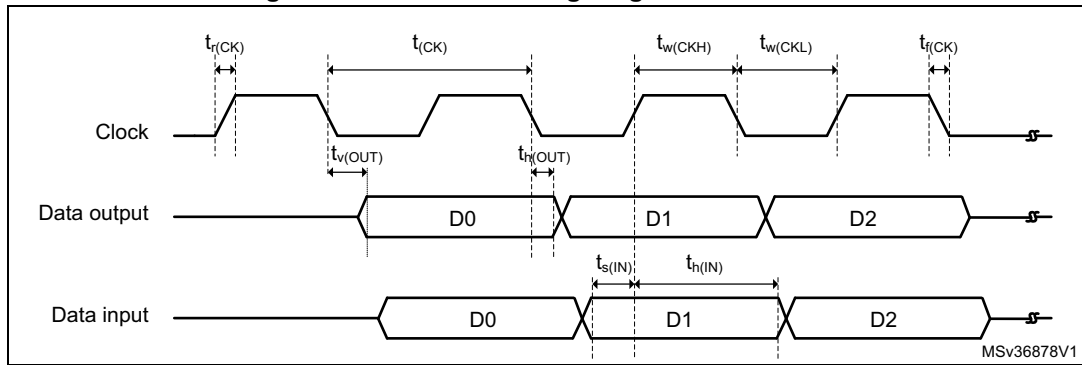 t_r(CK) t_(CK) t_w(CKH) t_w(CKL) t_f(CK)
Clock
t_v(OUT) t_h(OUT)
Data output D0 D1 D2
t_s(IN) t_h(IN)
Data input D0 D1 D2
MSv36878V1